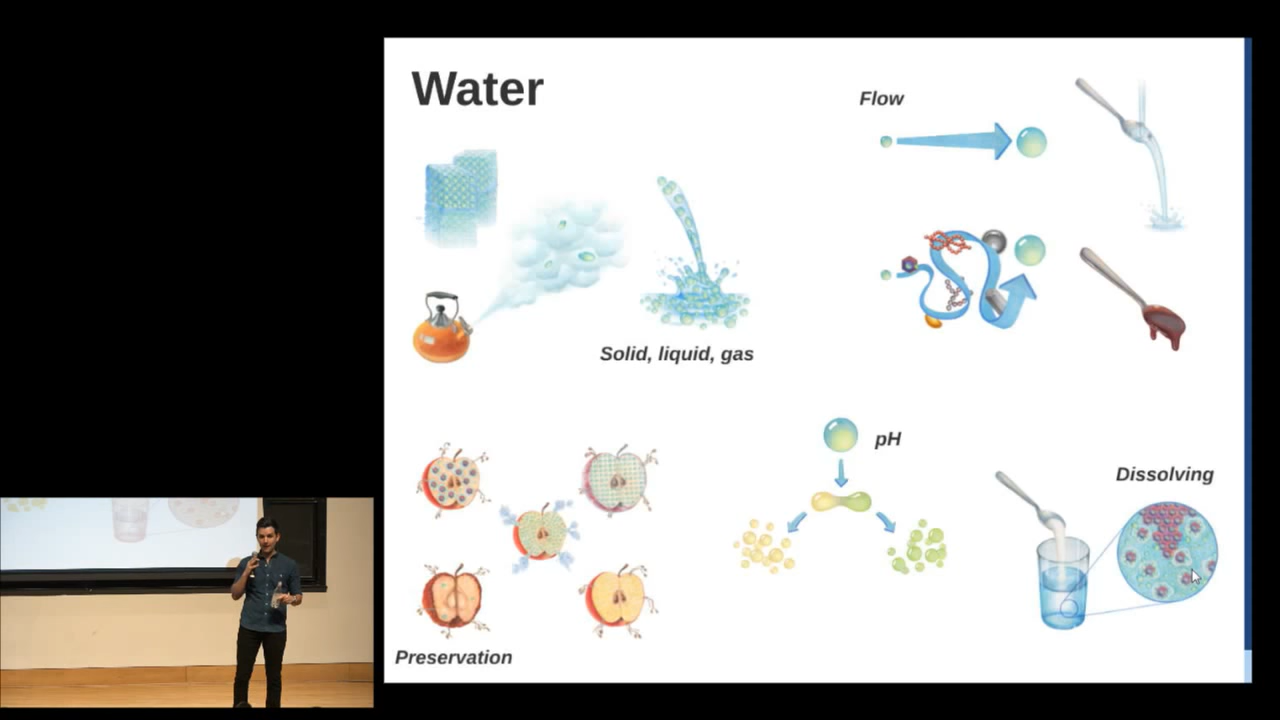 Water
Flow
Solid, liquid, gas
pH
Dissolving
Preservation